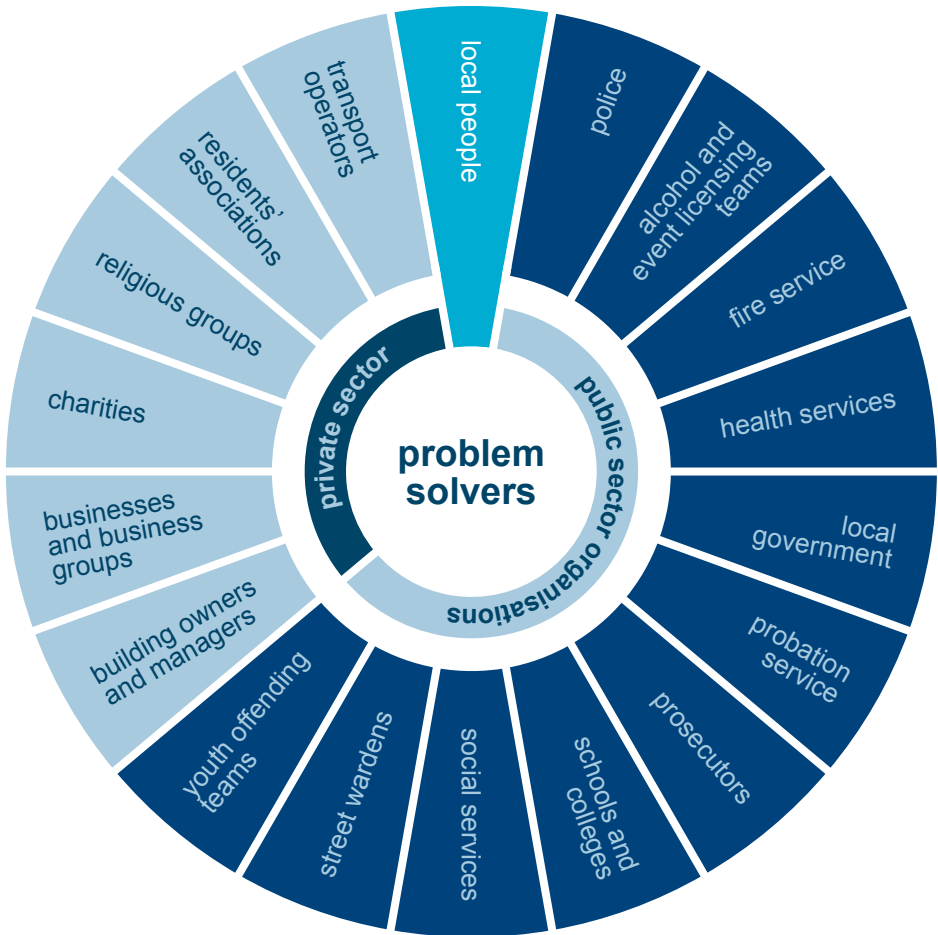 problem
solvers
local people
public sector organisations
police
alcohol and
event licensing
teams
fire service
health services
local
government
probation
service
prosecutors
schools and
colleges
social services
street wardens
youth offending
teams
private sector
building owners
and managers
businesses
and business
groups
charities
religious groups
residents’
associations
transport
operators